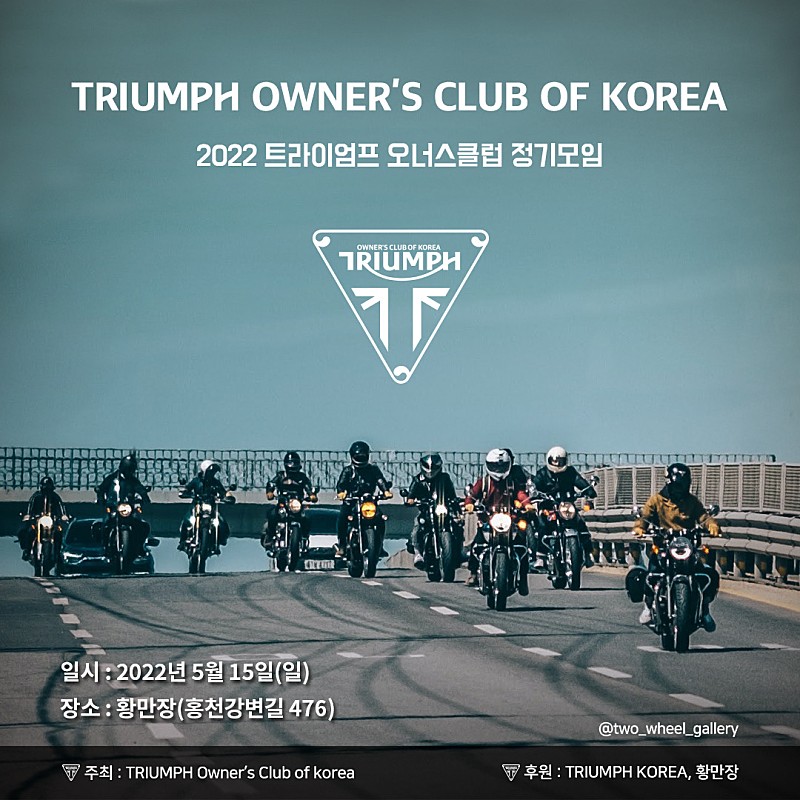 TRIUMPH OWNER'S CLUB OF KOREA
2022 트라이엄프 오너스클럽 정기모임
OWNER'S CLUB OF KOREA
TRIUMPH
일시 : 2022년 5월 15일(일)
장소 : 황만장(홍천강변길 476)
@two_wheel_gallery
주최 : TRIUMPH Owner's Club of korea
후원 : TRIUMPH KOREA, 황만장